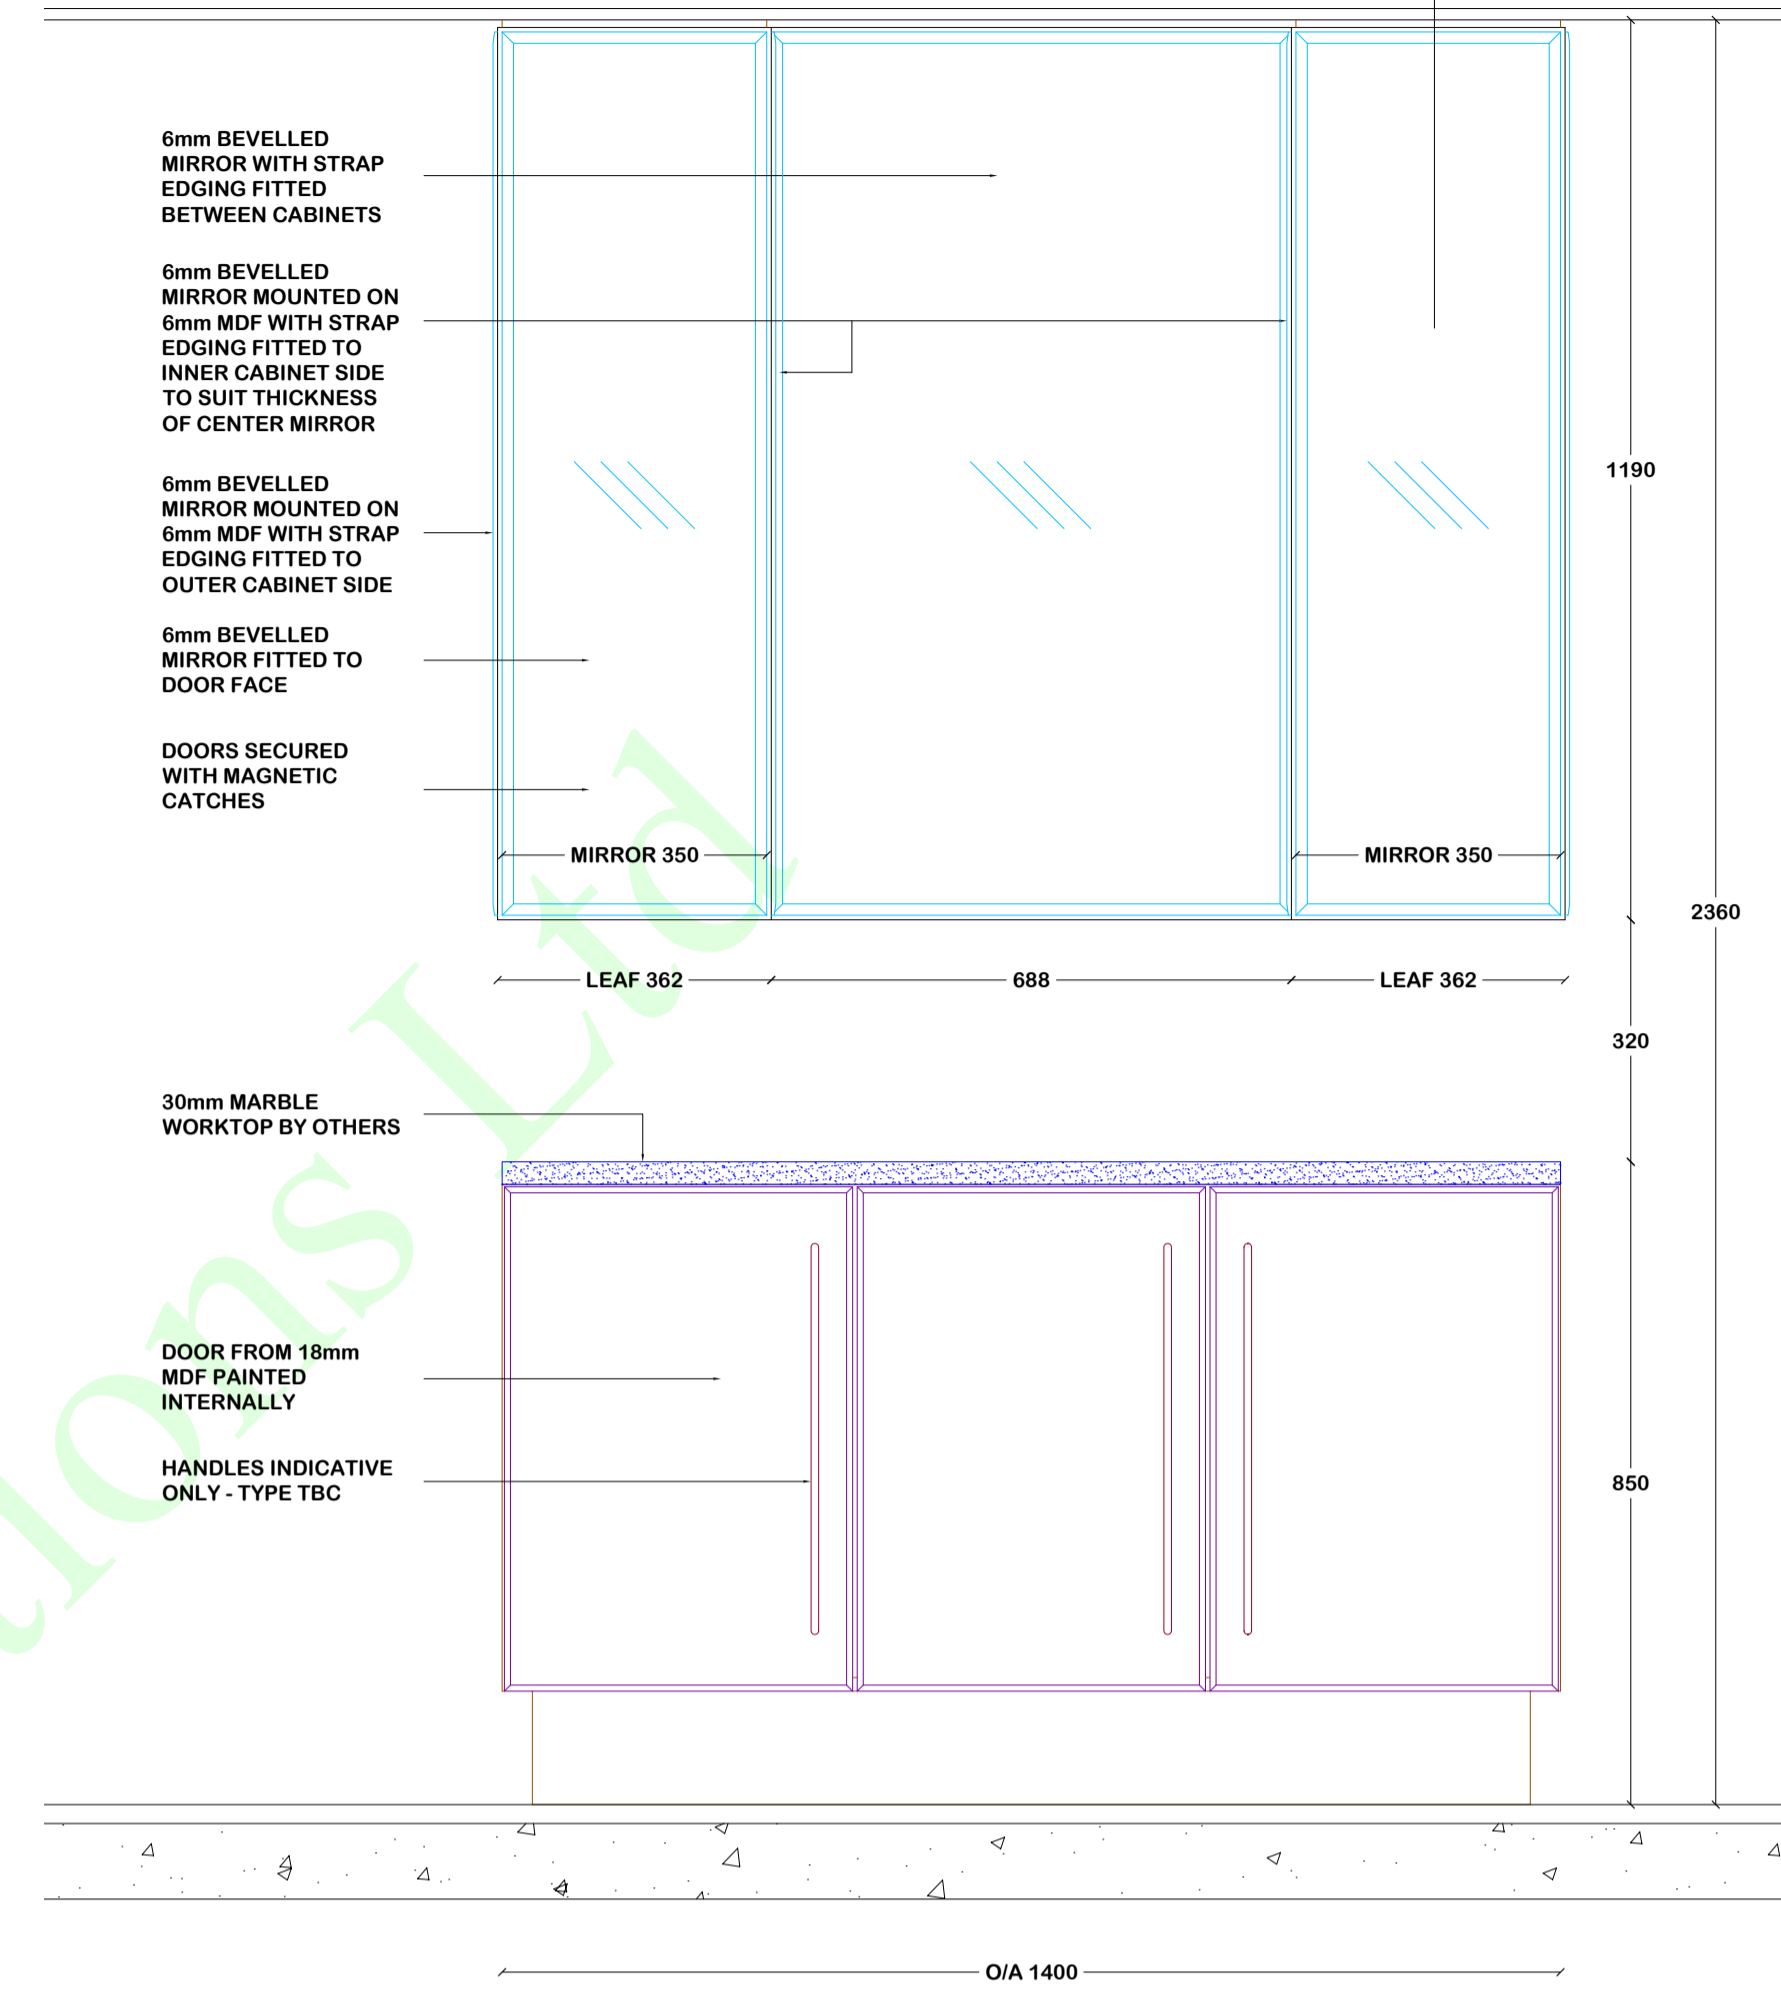 6mm BEVELLED
MIRROR WITH STRAP
EDGING FITTED
BETWEEN CABINETS
6mm BEVELLED
MIRROR MOUNTED ON
6mm MDF WITH STRAP
EDGING FITTED TO
INNER CABINET SIDE
TO SUIT THICKNESS
OF CENTER MIRROR
6mm BEVELLED
MIRROR MOUNTED ON
6mm MDF WITH STRAP
EDGING FITTED TO
OUTER CABINET SIDE
6mm BEVELLED
MIRROR FITTED TO
DOOR FACE
DOORS SECURED
WITH MAGNETIC
CATCHES
MIRROR 350
MIRROR 350
1190
2360
LEAF 362
688
LEAF 362
320
30mm MARBLE
WORKTOP BY OTHERS
DOOR FROM 18mm
MDF PAINTED
INTERNALLY
HANDLES INDICATIVE
ONLY - TYPE TBC
850
O/A 1400
Ltd